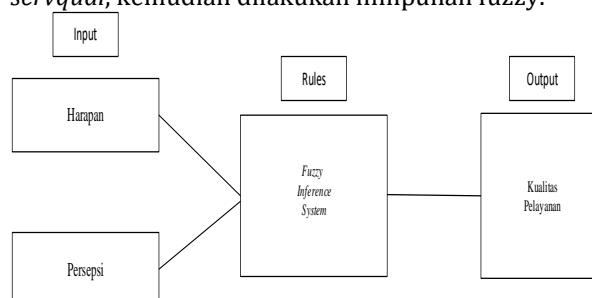 servqual, kemudian dilakukan himpunan fuzzy.
Input
Rules
Output
Harapan
Fuzzy
Inference
System
Kualitas
Pelayanan
Persepsi